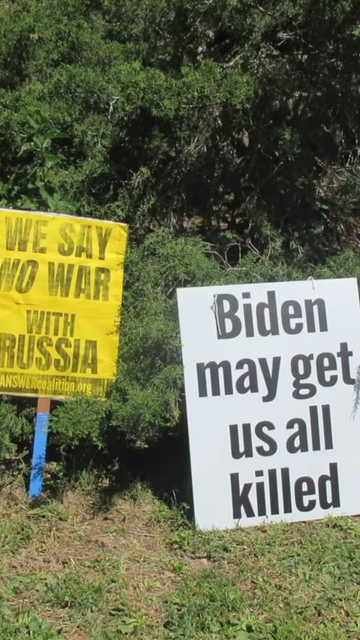 WE SAY
NO WAR
WITH
RUSSIA
ANSWERcoalition.org
Biden
may get
us all
killed